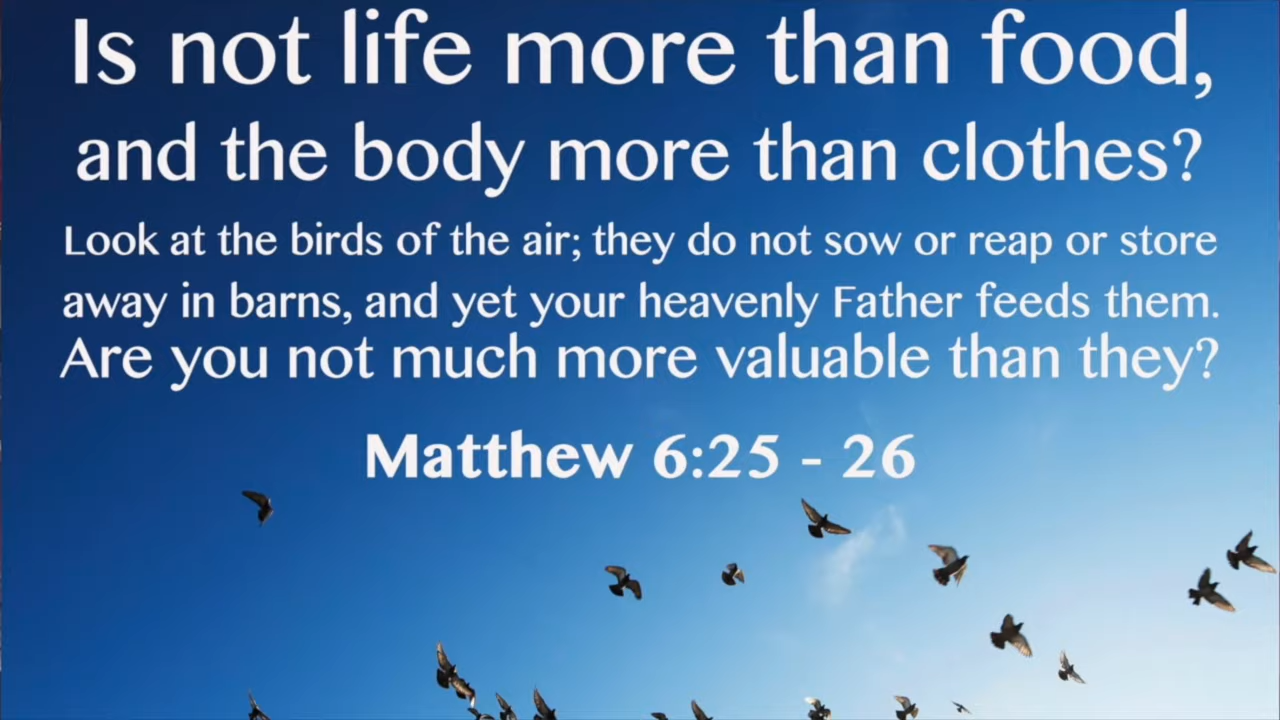 Is not life more than food,
and the body more than clothes?
Look at the birds of the air; they do not sow or reap or store
away in barns, and yet your heavenly Father feeds them.
Are you not much more valuable than they?
Matthew 6:25 - 26